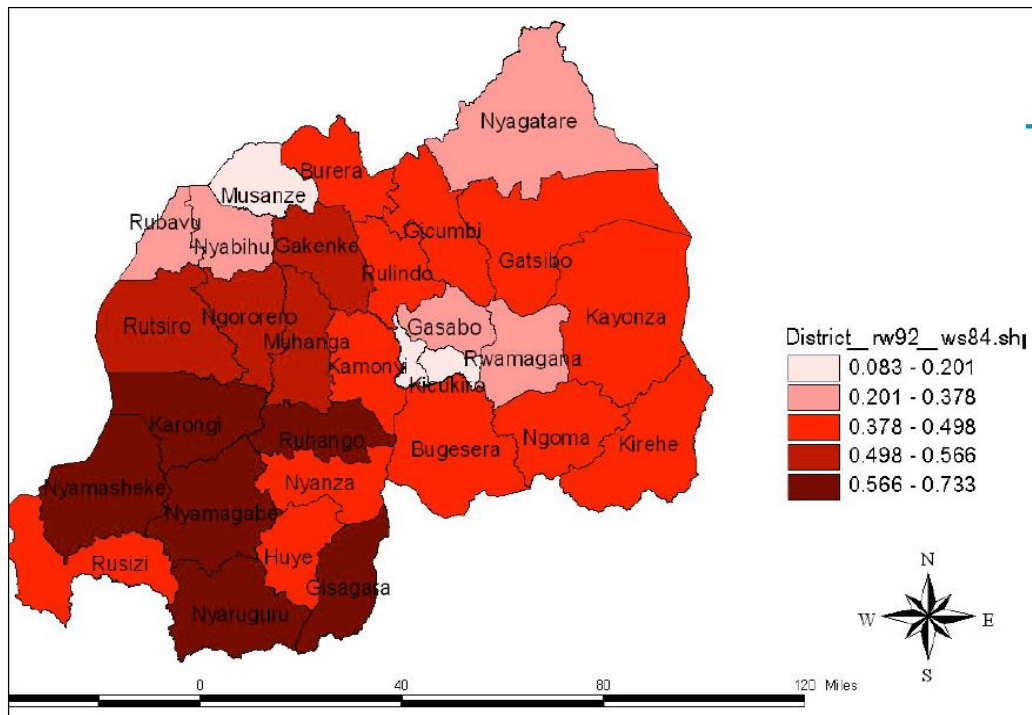 Nyagatare
Burera
Musanze
Rubavu
Nyabihu
Gakenke
Gicumbi
Rulindo
Gatsibo
Kayonza
Rutsiro
Ngororero
Muhanga
Kamonyi
Gasabo
Rwamagana
Kicukiro
Karongi
Ruhango
Bugesera
Ngoma
Kirehe
Nyamasheke
Nyamagabe
Nyanza
Rusizi
Huye
Gisagara
Nyaruguru
District__rw92__ws84.sh
0.083 - 0.201
0.201 - 0.378
0.378 - 0.498
0.498 - 0.566
0.566 - 0.733
N
W E
S
0 40 80 120 Miles